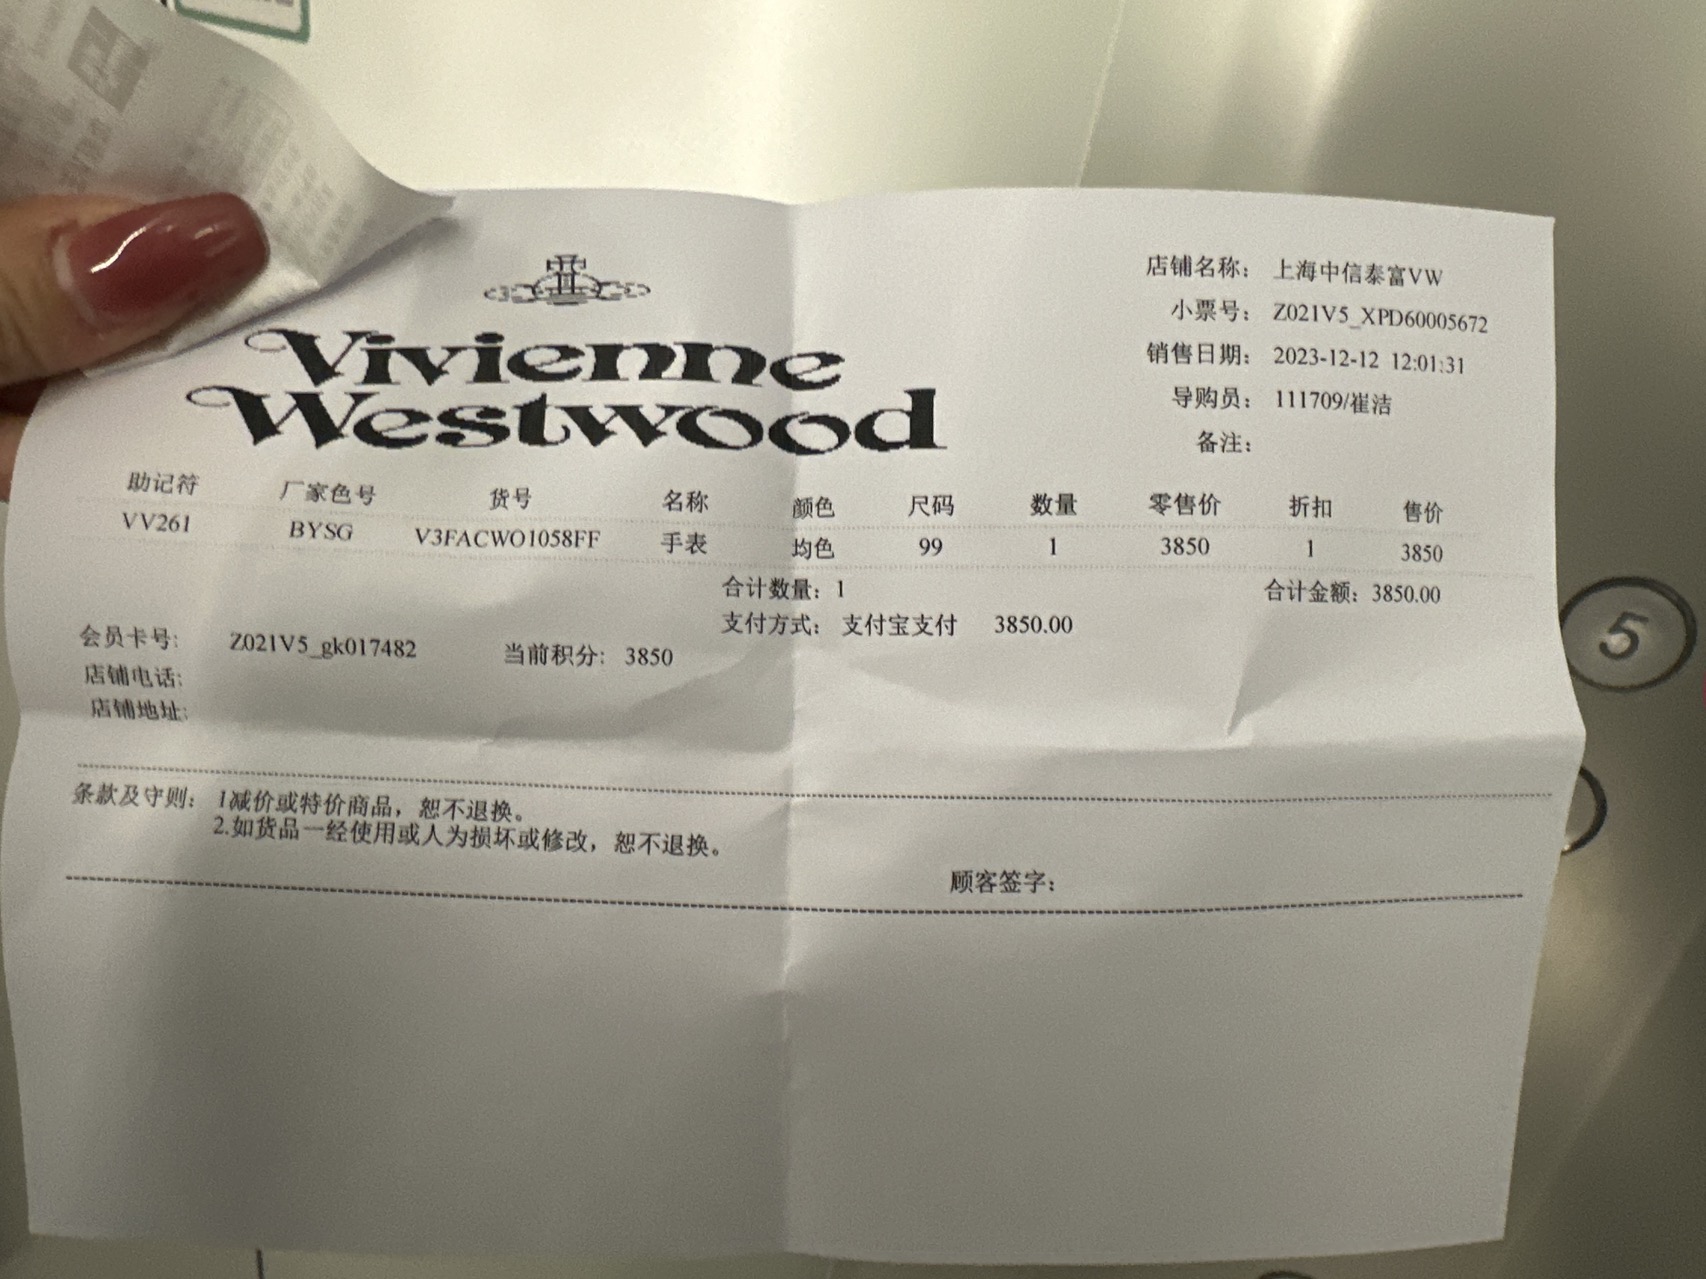 Vivienne
Westwood
店铺名称： 上海中信泰富VW
小票号： Z021V5_XPD60005672
销售日期： 2023-12-12 12:01:31
导购员： 111709/崔洁
备注：
助记符 厂家色号 货号 名称 颜色 尺码 数量 零售价 折扣 售价
VV261 BYSG V3FACWO1058FF 手表 均色 99 1 3850 1 3850
合计数量：1 合计金额：3850.00
支付方式： 支付宝支付 3850.00
会员卡号: Z021V5_gk017482 当前积分: 3850
店铺电话:
店铺地址:
条款及守则：1减价或特价商品，恕不退换。
2.如货品一经使用或人为损坏或修改，恕不退换。
顾客签字：
5